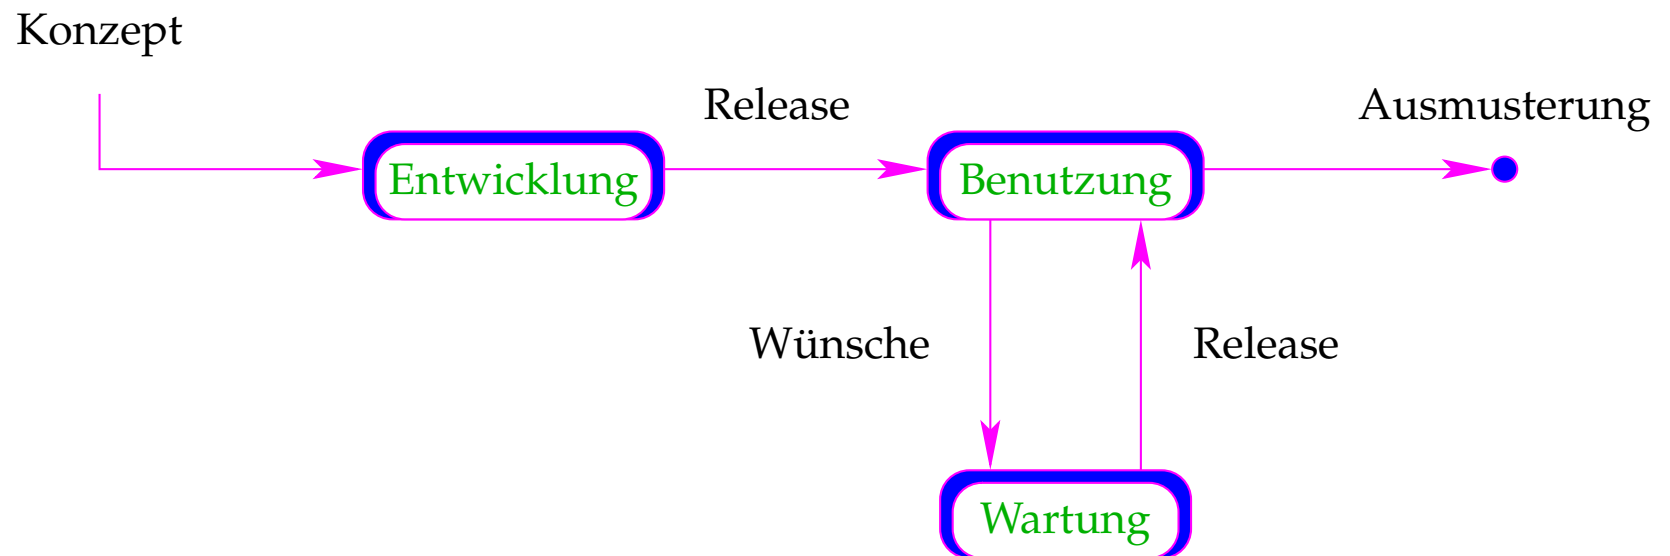 Konzept
Release
Ausmusterung
Entwicklung
Benutzung
Wünsche
Release
Wartung